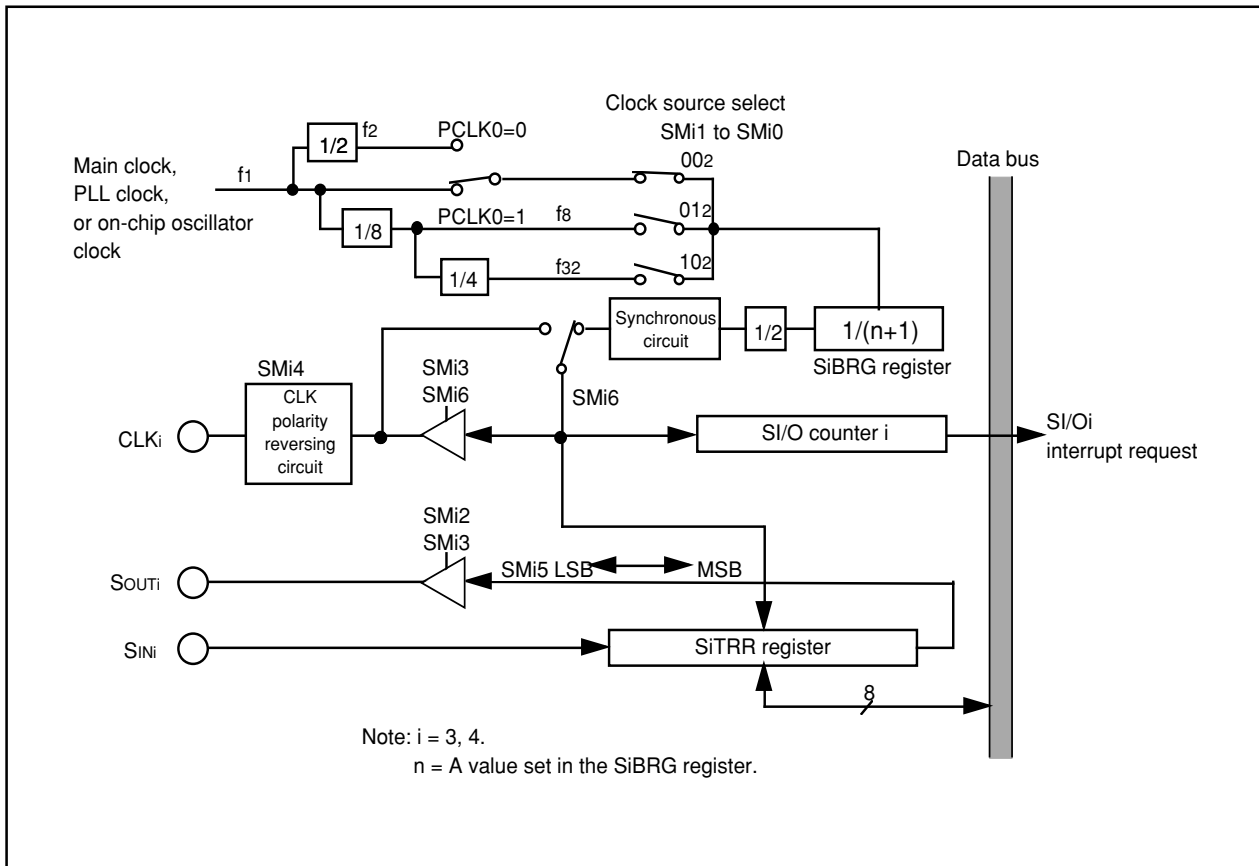 Clock source select
SMi1 to SMi0
f2
PCLK0=0
1/2
002
Data bus
Main clock,
PLL clock,
or on-chip oscillator
clock
f1
PCLK0=1
f8
012
1/8
f32
102
1/4
Synchronous
circuit
1/2
1/(n+1)
SiBRG register
SMi4
SMi3
SMi6
SMi6
CLK
polarity
reversing
circuit
CLKi
SI/O counter i
SI/Oi
interrupt request
SMi2
SMi3
SMi5 LSB
MSB
SOUTi
SINi
SiTRR register
8
Note: i = 3, 4.
n = A value set in the SiBRG register.